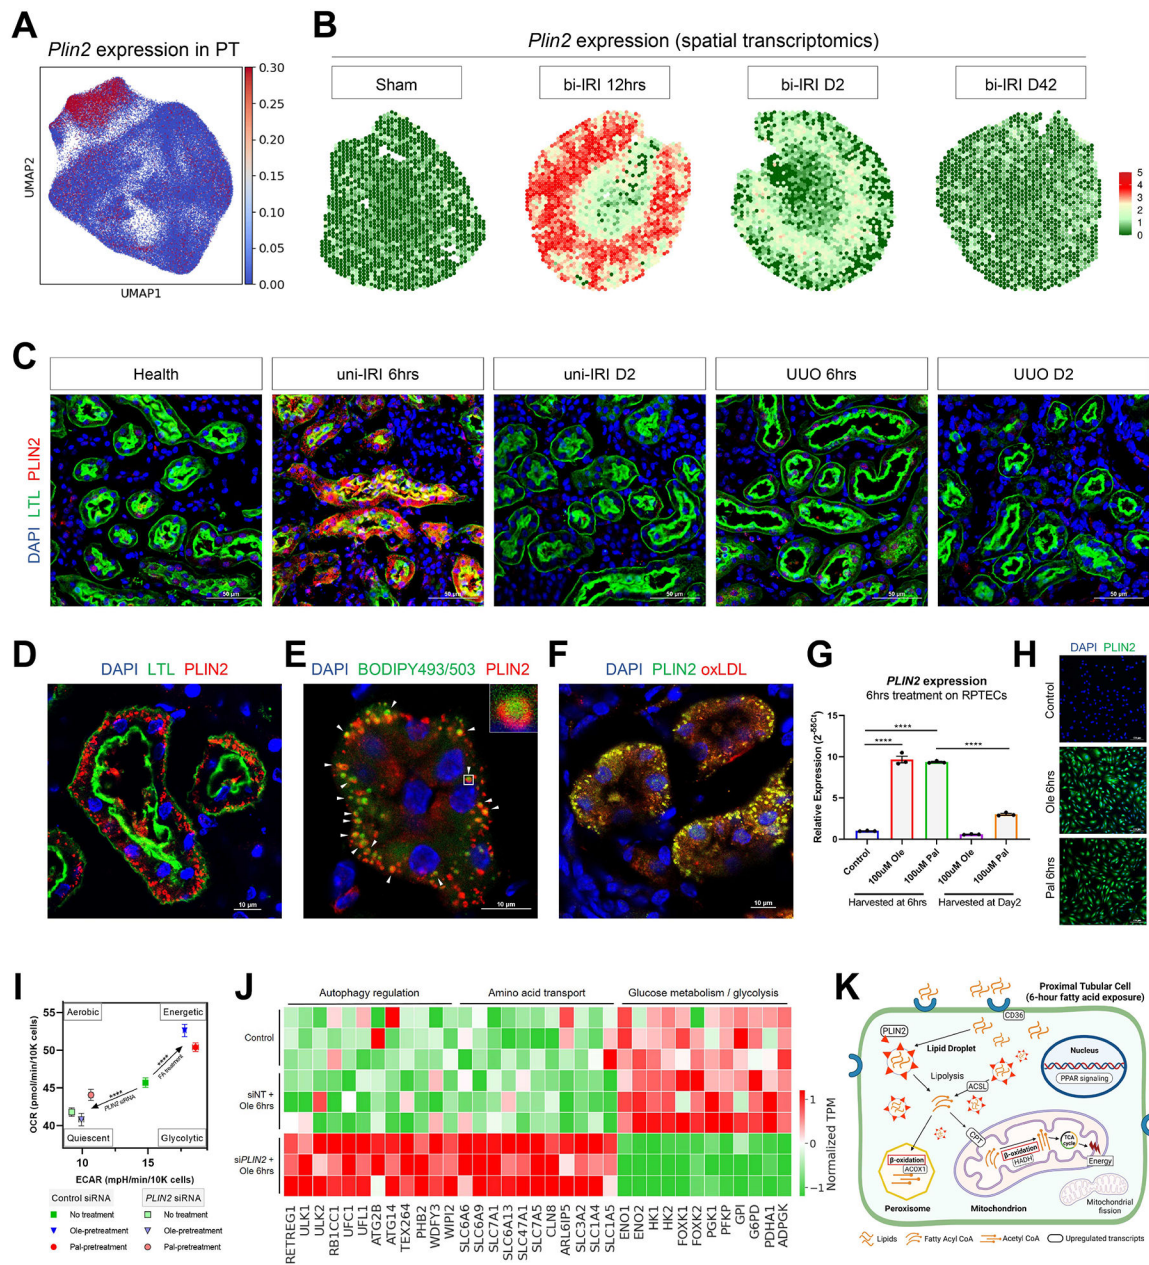 A
Plin2 expression in PT
0.30
0.25
0.20
0.15
0.10
0.05
0.00
UMAP2
UMAP1
B
Plin2 expression (spatial transcriptomics)
Sham
bi-IRI 12hrs
bi-IRI D2
bi-IRI D42
5
4
3
2
1
0
C
Health
uni-IRI 6hrs
uni-IRI D2
UUO 6hrs
UUO D2
DAPI LTL PLIN2
50 µm
50 µm
50 µm
50 µm
50 µm
D
DAPI LTL PLIN2
10 µm
E
DAPI BODIPY493/503 PLIN2
10 µm
F
DAPI PLIN2 oxLDL
10 µm
G
PLIN2 expression
6hrs treatment on RPTECs
Relative Expression (2^-δδCt)
15
10
5
0
****
****
****
Control
100uM Ole
100uM Pal
100uM Ole
100uM Pal
Harvested at 6hrs
Harvested at Day2
H
DAPI PLIN2
Control
Ole 6hrs
Pal 6hrs
I
OCR (pmol/min/10K cells)
55
50
45
40
Aerobic
Energetic
****
FA treatment
****
PLIN2 siRNA
Quiescent
Glycolytic
10
15
ECAR (mpH/min/10K cells)
Control siRNA
No treatment
Ole-pretreatment
Pal-pretreatment
PLIN2 siRNA
No treatment
Ole-pretreatment
Pal-pretreatment
J
Autophagy regulation
Amino acid transport
Glucose metabolism / glycolysis
Control
siNT +
Ole 6hrs
siPLIN2 +
Ole 6hrs
1
0
−1
Normalized TPM
RETREG1
ULK1
ULK2
RB1CC1
UFC1
UFL1
ATG2B
ATG14
TEX264
PHB2
WDFY3
WIPI2
SLC6A6
SLC6A9
SLC7A1
SLC6A13
SLC47A1
SLC7A5
CLN8
ARL6IP5
SLC3A2
SLC1A4
SLC1A5
ENO1
ENO2
HK1
HK2
FOXK1
FOXK2
PGK1
PFKP
GPI
G6PD
PDHA1
ADPGK
K
Proximal Tubular Cell
(6-hour fatty acid exposure)
CD36
PLIN2
Lipid Droplet
Lipolysis
ACSL
Nucleus
PPAR signaling
CPT
β-oxidation
HADH
TCA
cycle
Energy
β-oxidation
ACOX1
Peroxisome
Mitochondrion
Mitochondrial
fission
Lipids
Fatty Acyl CoA
Acetyl CoA
Upregulated transcripts